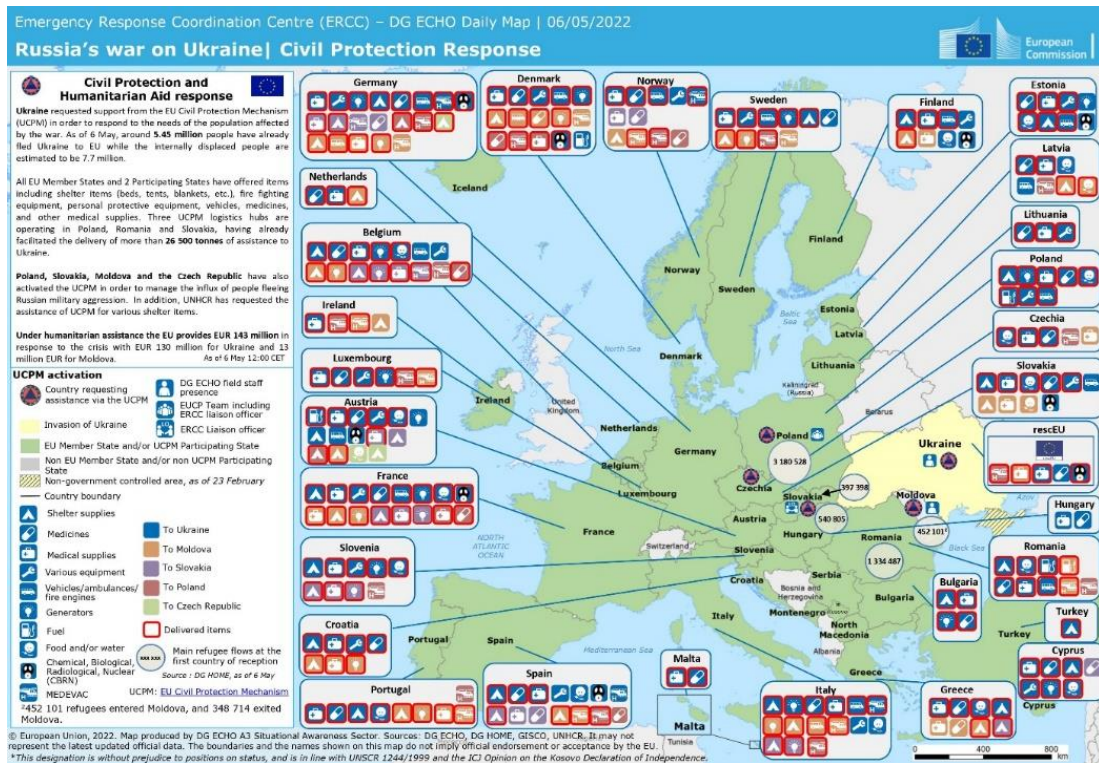 Emergency Response Coordination Centre (ERCC) – DG ECHO Daily Map | 06/05/2022
Russia's war on Ukraine| Civil Protection Response
European
Commission
Civil Protection and
Humanitarian Aid response
Ukraine requested support from the EU Civil Protection Mechanism
(UCPM) in order to respond to the needs of the population affected
by the war. As of 6 May, around 5.45 million people have already
fled Ukraine to EU while the internally displaced people are
estimated to be 7.7 million.
All EU Member States and 2 Participating States have offered items
including shelter items (beds, tents, blankets, etc.), fire fighting
equipment, personal protective equipment, vehicles, medicines,
and other medical supplies. Three UCPM logistics hubs are
operating in Poland, Romania and Slovakia, having already
facilitated the delivery of more than 26 500 tonnes of assistance to
Ukraine.
Poland, Slovakia, Moldova and the Czech Republic have also
activated the UCPM in order to manage the influx of people fleeing
Russian military aggression. In addition, UNHCR has requested the
assistance of UCPM for various shelter items.
Under humanitarian assistance the EU provides EUR 143 million in
response to the crisis with EUR 130 million for Ukraine and 13
million EUR for Moldova.
As of 6 May 12:00 CET
UCPM activation
Country requesting
assistance via the UCPM
DG ECHO field staff
presence
EUCP Team including
ERCC liaison officer
ERCC Liaison officer
Invasion of Ukraine
EU Member State and/or UCPM Participating State
Non EU Member State and/or non UCPM Participating
State
Non-government controlled area, as of 23 February
Country boundary
Shelter supplies
Medicines
Medical supplies
Various equipment
Vehicles/ambulances/
fire engines
Generators
Fuel
Food and/or water
Chemical, Biological,
Radiological, Nuclear
(CBRN)
MEDEVAC
To Ukraine
To Moldova
To Slovakia
To Poland
To Czech Republic
Delivered items
xxx xxx
Main refugee flows at the
first country of reception
Source : DG HOME, as of 6 May
UCPM: EU Civil Protection Mechanism
²452 101 refugees entered Moldova, and 348 714 exited
Moldova.
Germany
Denmark
Norway
Sweden
Finland
Estonia
Latvia
Lithuania
Poland
Czechia
Slovakia
rescEU
Hungary
Romania
Bulgaria
Turkey
Cyprus
Greece
Italy
Malta
Spain
Portugal
Croatia
Slovenia
France
Austria
Luxembourg
Ireland
Belgium
Netherlands
Iceland
Norway
Sweden
Finland
Estonia
Latvia
Lithuania
Baltic
Sea
North Sea
Denmark
Kaliningrad
(Russia)
Belarus
United
Kingdom
Ireland
Netherlands
Belgium
Luxembourg
Germany
Poland
3 180 528
Czechia
Slovakia
397 398
Ukraine
Moldova
452 101²
540 805
Austria
Hungary
Romania
1 334 487
France
Switzerland
Slovenia
Croatia
Bosnia and
Herzegovina
Serbia
Montenegro
North
Macedonia
Albania
Bulgaria
Black Sea
Azov
Italy
Portugal
Spain
NORTH
ATLANTIC
OCEAN
Mediterranean Sea
Malta
Tunisia
Greece
Turkey
Cyprus
0 400 800
km
© European Union, 2022. Map produced by DG ECHO A3 Situational Awareness Sector. Sources: DG ECHO, DG HOME, GISCO, UNHCR. It may not
represent the latest updated official data. The boundaries and the names shown on this map do not imply official endorsement or acceptance by the EU.
*This designation is without prejudice to positions on status, and is in line with UNSCR 1244/1999 and the ICJ Opinion on the Kosovo Declaration of Independence.